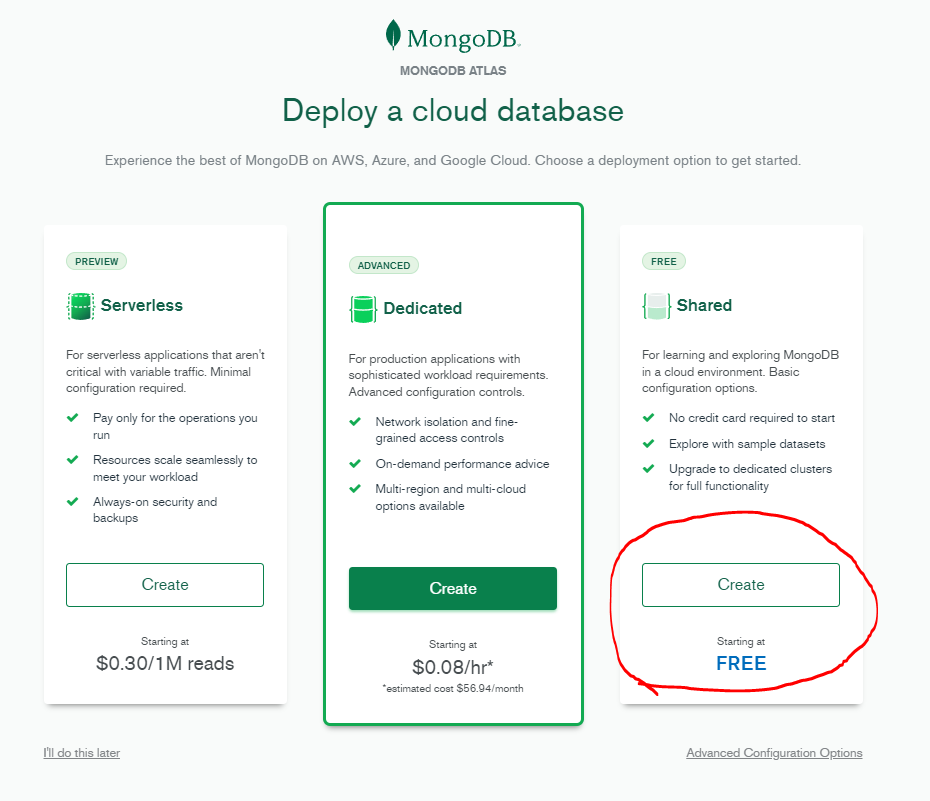 MongoDB®
MONGODB ATLAS
Deploy a cloud database
Experience the best of MongoDB on AWS, Azure, and Google Cloud. Choose a deployment option to get started.
PREVIEW
Serverless
For serverless applications that aren't
critical with variable traffic. Minimal
configuration required.
Pay only for the operations you
run
Resources scale seamlessly to
meet your workload
Always-on security and
backups
Create
Starting at
$0.30/1M reads
ADVANCED
Dedicated
For production applications with
sophisticated workload requirements.
Advanced configuration controls.
Network isolation and fine-
grained access controls
On-demand performance advice
Multi-region and multi-cloud
options available
Create
Starting at
$0.08/hr*
*estimated cost $56.94/month
FREE
Shared
For learning and exploring MongoDB
in a cloud environment. Basic
configuration options.
No credit card required to start
Explore with sample datasets
Upgrade to dedicated clusters
for full functionality
Create
Starting at
FREE
I'll do this later
Advanced Configuration Options